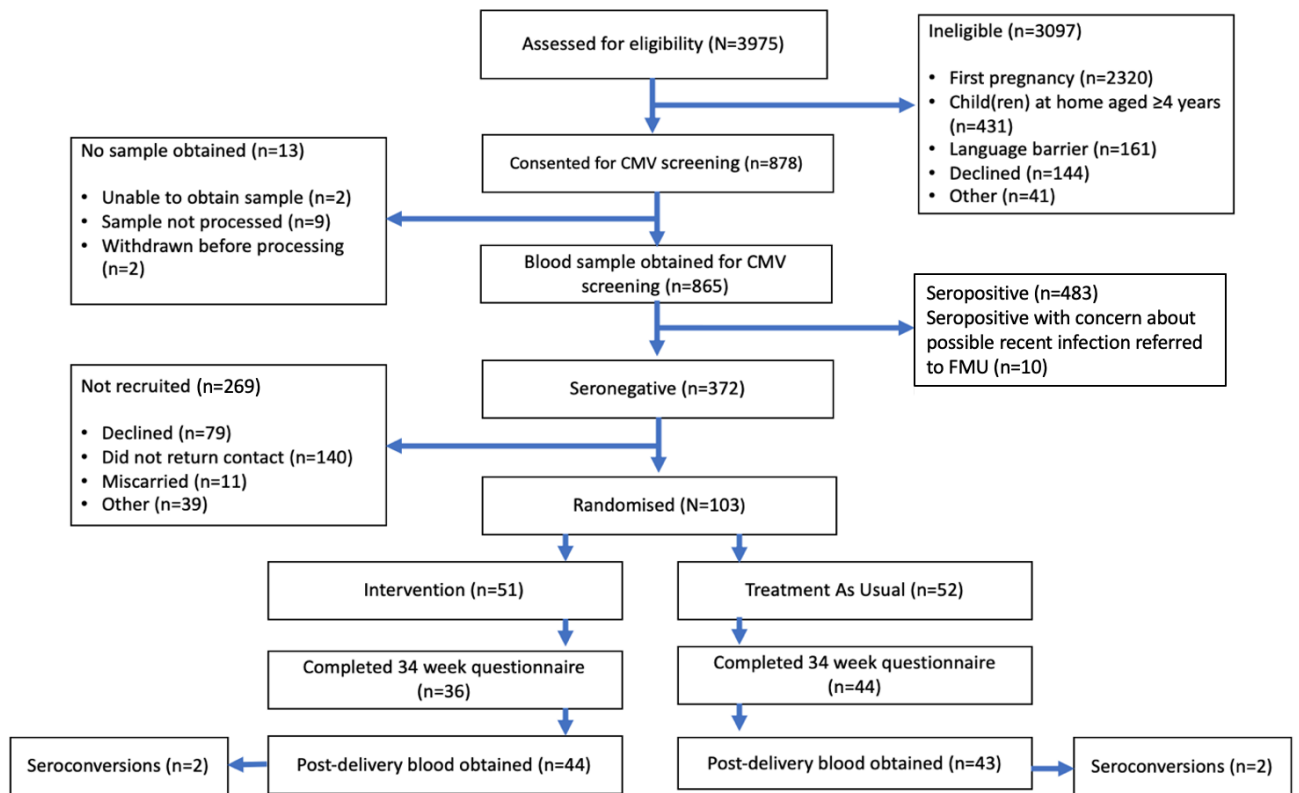 Assessed for eligibility (N=3975)
Ineligible (n=3097)
• First pregnancy (n=2320)
• Child(ren) at home aged ≥4 years
(n=431)
• Language barrier (n=161)
• Declined (n=144)
• Other (n=41)
Consented for CMV screening (n=878)
No sample obtained (n=13)
• Unable to obtain sample (n=2)
• Sample not processed (n=9)
• Withdrawn before processing
(n=2)
Blood sample obtained for CMV
screening (n=865)
Seropositive (n=483)
Seropositive with concern about
possible recent infection referred
to FMU (n=10)
Seronegative (n=372)
Not recruited (n=269)
• Declined (n=79)
• Did not return contact (n=140)
• Miscarried (n=11)
• Other (n=39)
Randomised (N=103)
Intervention (n=51)
Treatment As Usual (n=52)
Completed 34 week questionnaire
(n=36)
Completed 34 week questionnaire
(n=44)
Seroconversions (n=2)
Post-delivery blood obtained (n=44)
Post-delivery blood obtained (n=43)
Seroconversions (n=2)